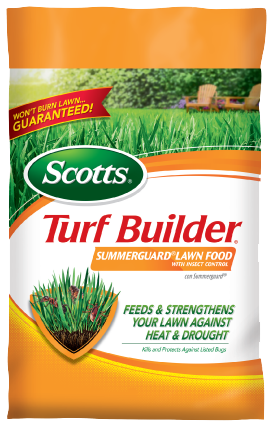 WON'T BURN LAWN...
GUARANTEED!
Scotts®
Turf Builder®
SUMMERGUARD® LAWN FOOD
WITH INSECT CONTROL
con Summerguard®
FEEDS & STRENGTHENS
YOUR LAWN AGAINST
HEAT & DROUGHT
Kills and Protects Against Listed Bugs